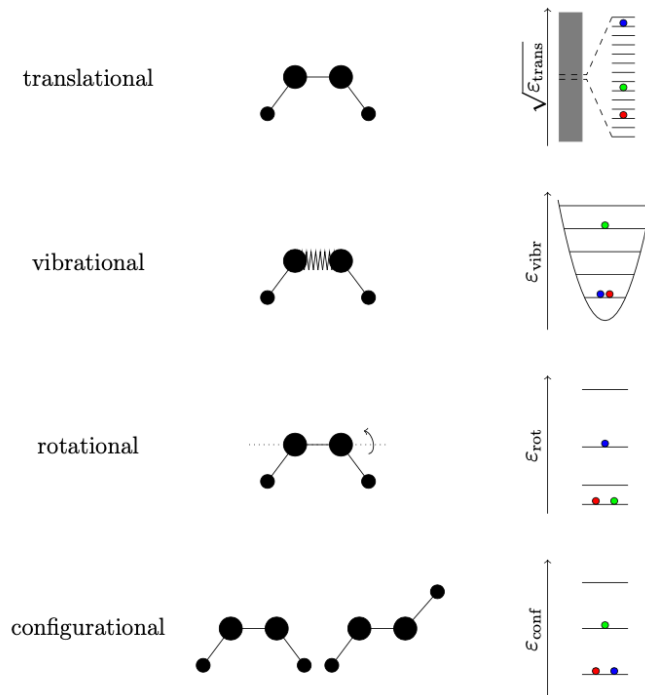 translational
√ε_trans
vibrational
ε_vibr
rotational
ε_rot
configurational
ε_conf